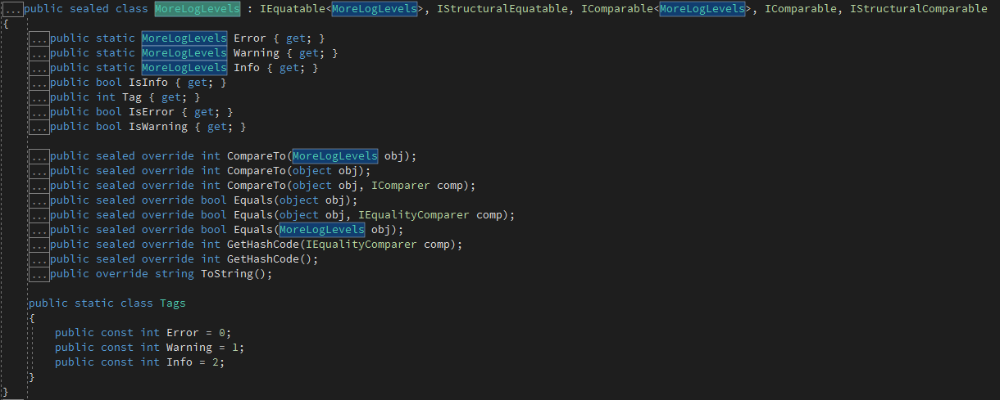 ...public sealed class MoreLogLevels : IEquatable<MoreLogLevels>, IStructuralEquatable, IComparable<MoreLogLevels>, IComparable, IStructuralComparable
{
...public static MoreLogLevels Error { get; }
...public static MoreLogLevels Warning { get; }
...public static MoreLogLevels Info { get; }
...public bool IsInfo { get; }
...public int Tag { get; }
...public bool IsError { get; }
...public bool IsWarning { get; }
...public sealed override int CompareTo(MoreLogLevels obj);
...public sealed override int CompareTo(object obj);
...public sealed override int CompareTo(object obj, IComparer comp);
...public sealed override bool Equals(object obj);
...public sealed override bool Equals(object obj, IEqualityComparer comp);
...public sealed override bool Equals(MoreLogLevels obj);
...public sealed override int GetHashCode(IEqualityComparer comp);
...public sealed override int GetHashCode();
...public override string ToString();
public static class Tags
{
public const int Error = 0;
public const int Warning = 1;
public const int Info = 2;
}
}